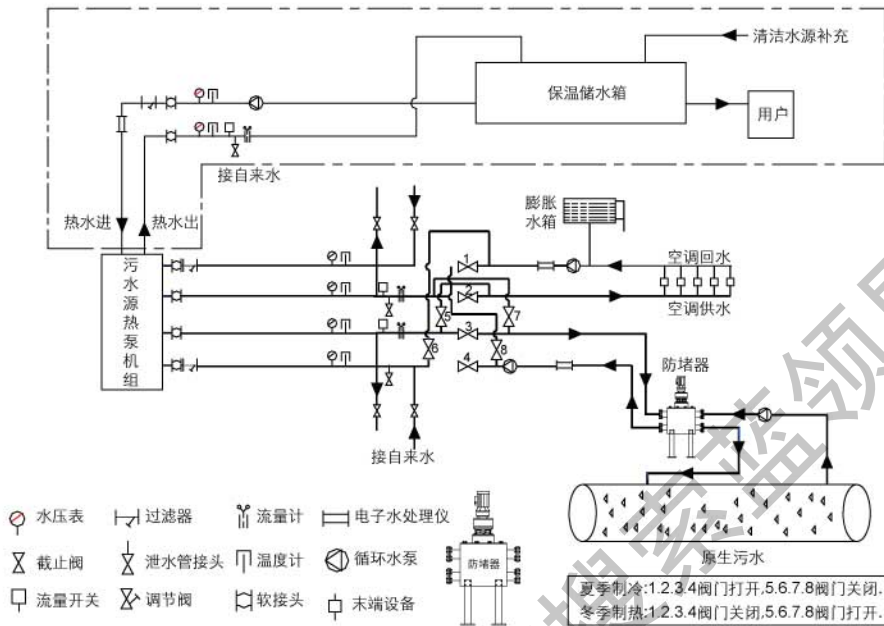 清洁水源补充
保温储水箱
用户
接自来水
热水进
热水出
膨胀
水箱
污水源热泵机组
1
空调回水
2
空调供水
5
7
3
6
8
4
防堵器
接自来水
水压表
过滤器
流量计
电子水处理仪
截止阀
泄水管接头
温度计
循环水泵
流量开关
调节阀
软接头
末端设备
防堵器
原生污水
夏季制冷:1.2.3.4阀门打开,5.6.7.8阀门关闭.
冬季制热:1.2.3.4阀门关闭,5.6.7.8阀门打开.
搜索蓝领